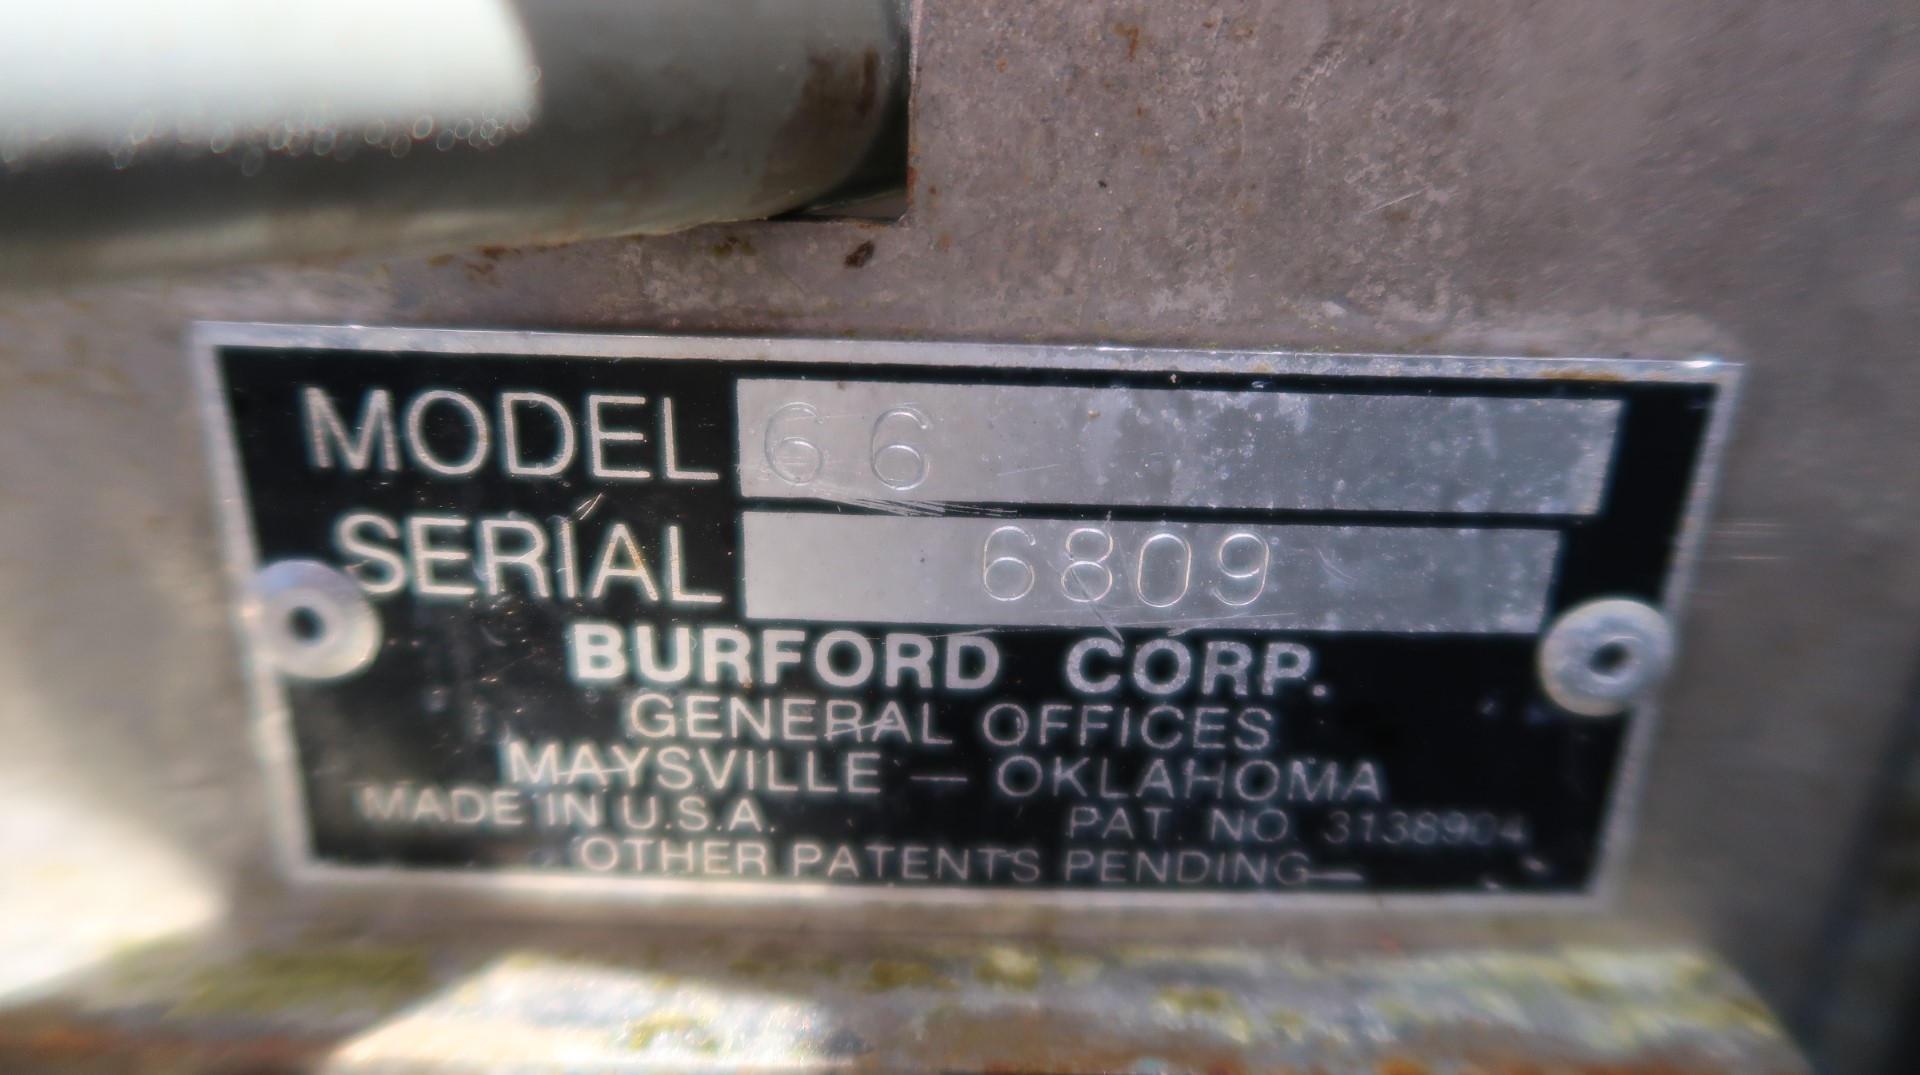 MODEL 66
SERIAL 6809
BURFORD CORP.
GENERAL OFFICES
MAYSVILLE — OKLAHOMA
MADE IN U.S.A. PAT. NO. 3138904
OTHER PATENTS PENDING—